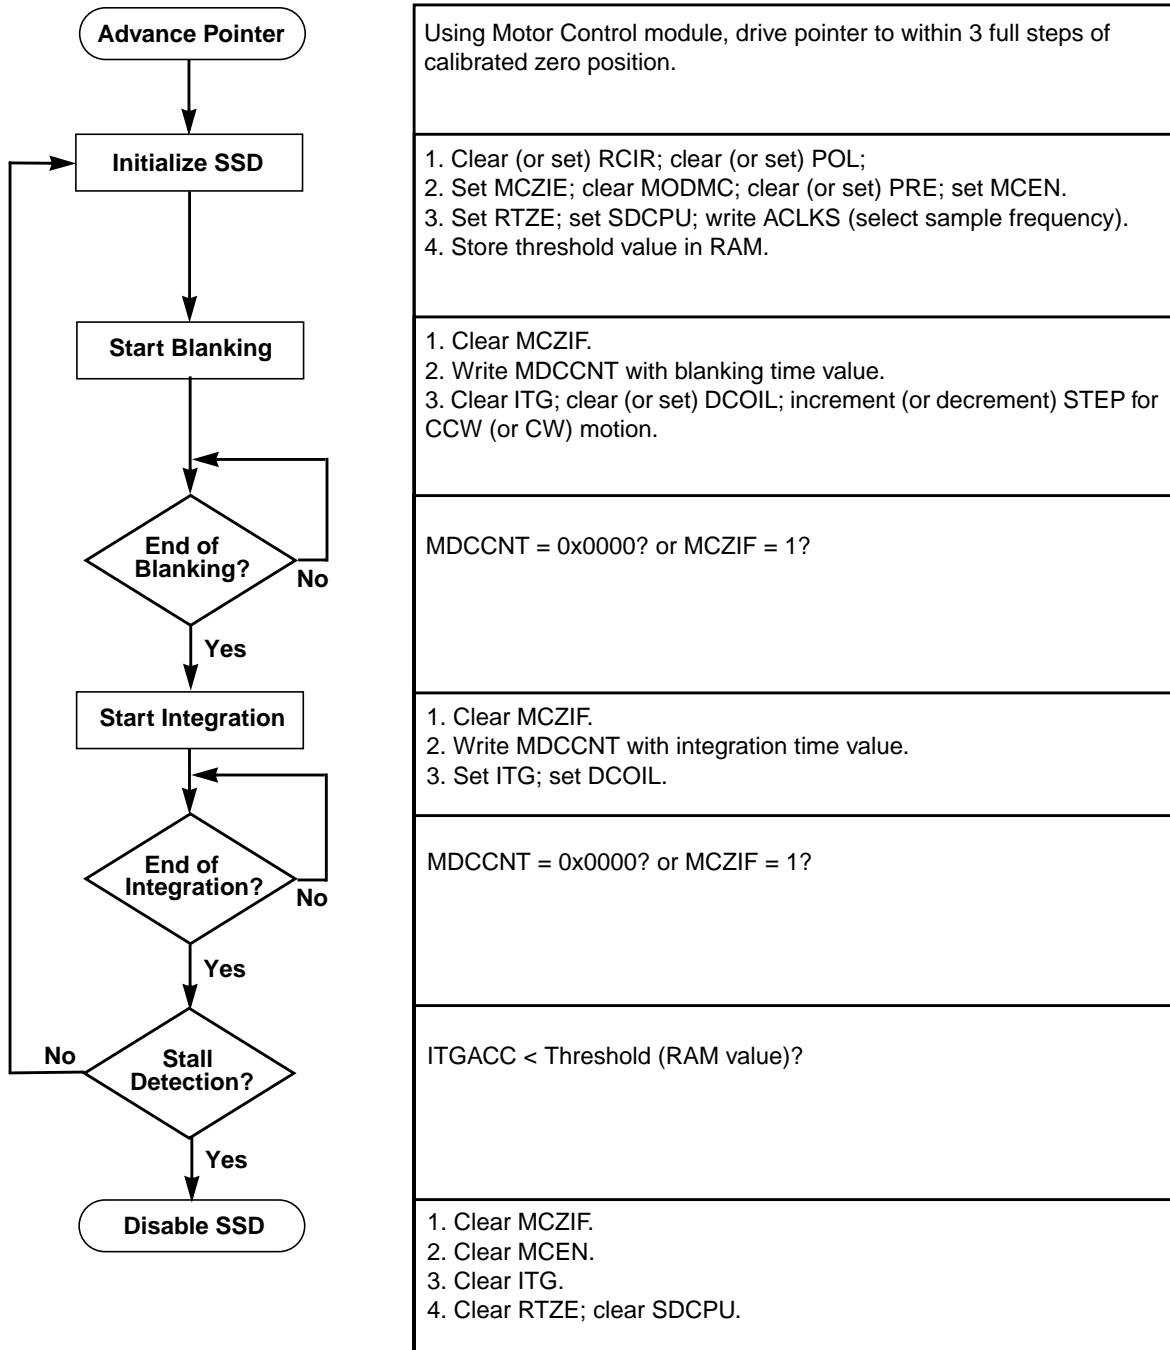 Advance Pointer
Using Motor Control module, drive pointer to within 3 full steps of
calibrated zero position.
Initialize SSD
1. Clear (or set) RCIR; clear (or set) POL;
2. Set MCZIE; clear MODMC; clear (or set) PRE; set MCEN.
3. Set RTZE; set SDCPU; write ACLKS (select sample frequency).
4. Store threshold value in RAM.
Start Blanking
1. Clear MCZIF.
2. Write MDCCNT with blanking time value.
3. Clear ITG; clear (or set) DCOIL; increment (or decrement) STEP for
CCW (or CW) motion.
End of
Blanking?
No
Yes
MDCCNT = 0x0000? or MCZIF = 1?
Start Integration
1. Clear MCZIF.
2. Write MDCCNT with integration time value.
3. Set ITG; set DCOIL.
End of
Integration?
No
Yes
MDCCNT = 0x0000? or MCZIF = 1?
No
Stall
Detection?
Yes
ITGACC < Threshold (RAM value)?
Disable SSD
1. Clear MCZIF.
2. Clear MCEN.
3. Clear ITG.
4. Clear RTZE; clear SDCPU.